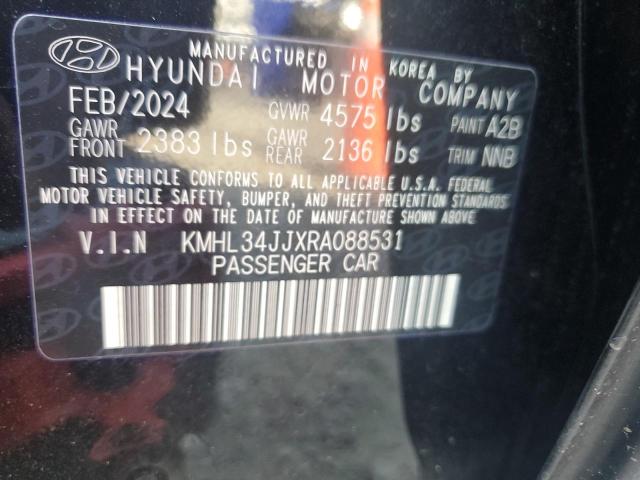 MANUFACTURED IN KOREA BY
HYUNDAI MOTOR COMPANY
FEB/2024 GVWR 4575 lbs PAINT A2B
GAWR FRONT 2383 lbs GAWR REAR 2136 lbs TRIM NNB
THIS VEHICLE CONFORMS TO ALL APPLICABLE U.S.A. FEDERAL
MOTOR VEHICLE SAFETY, BUMPER, AND THEFT PREVENTION STANDARDS
IN EFFECT ON THE DATE OF MANUFACTURE SHOWN ABOVE.
V.I.N KMHL34JJXRA088531
PASSENGER CAR